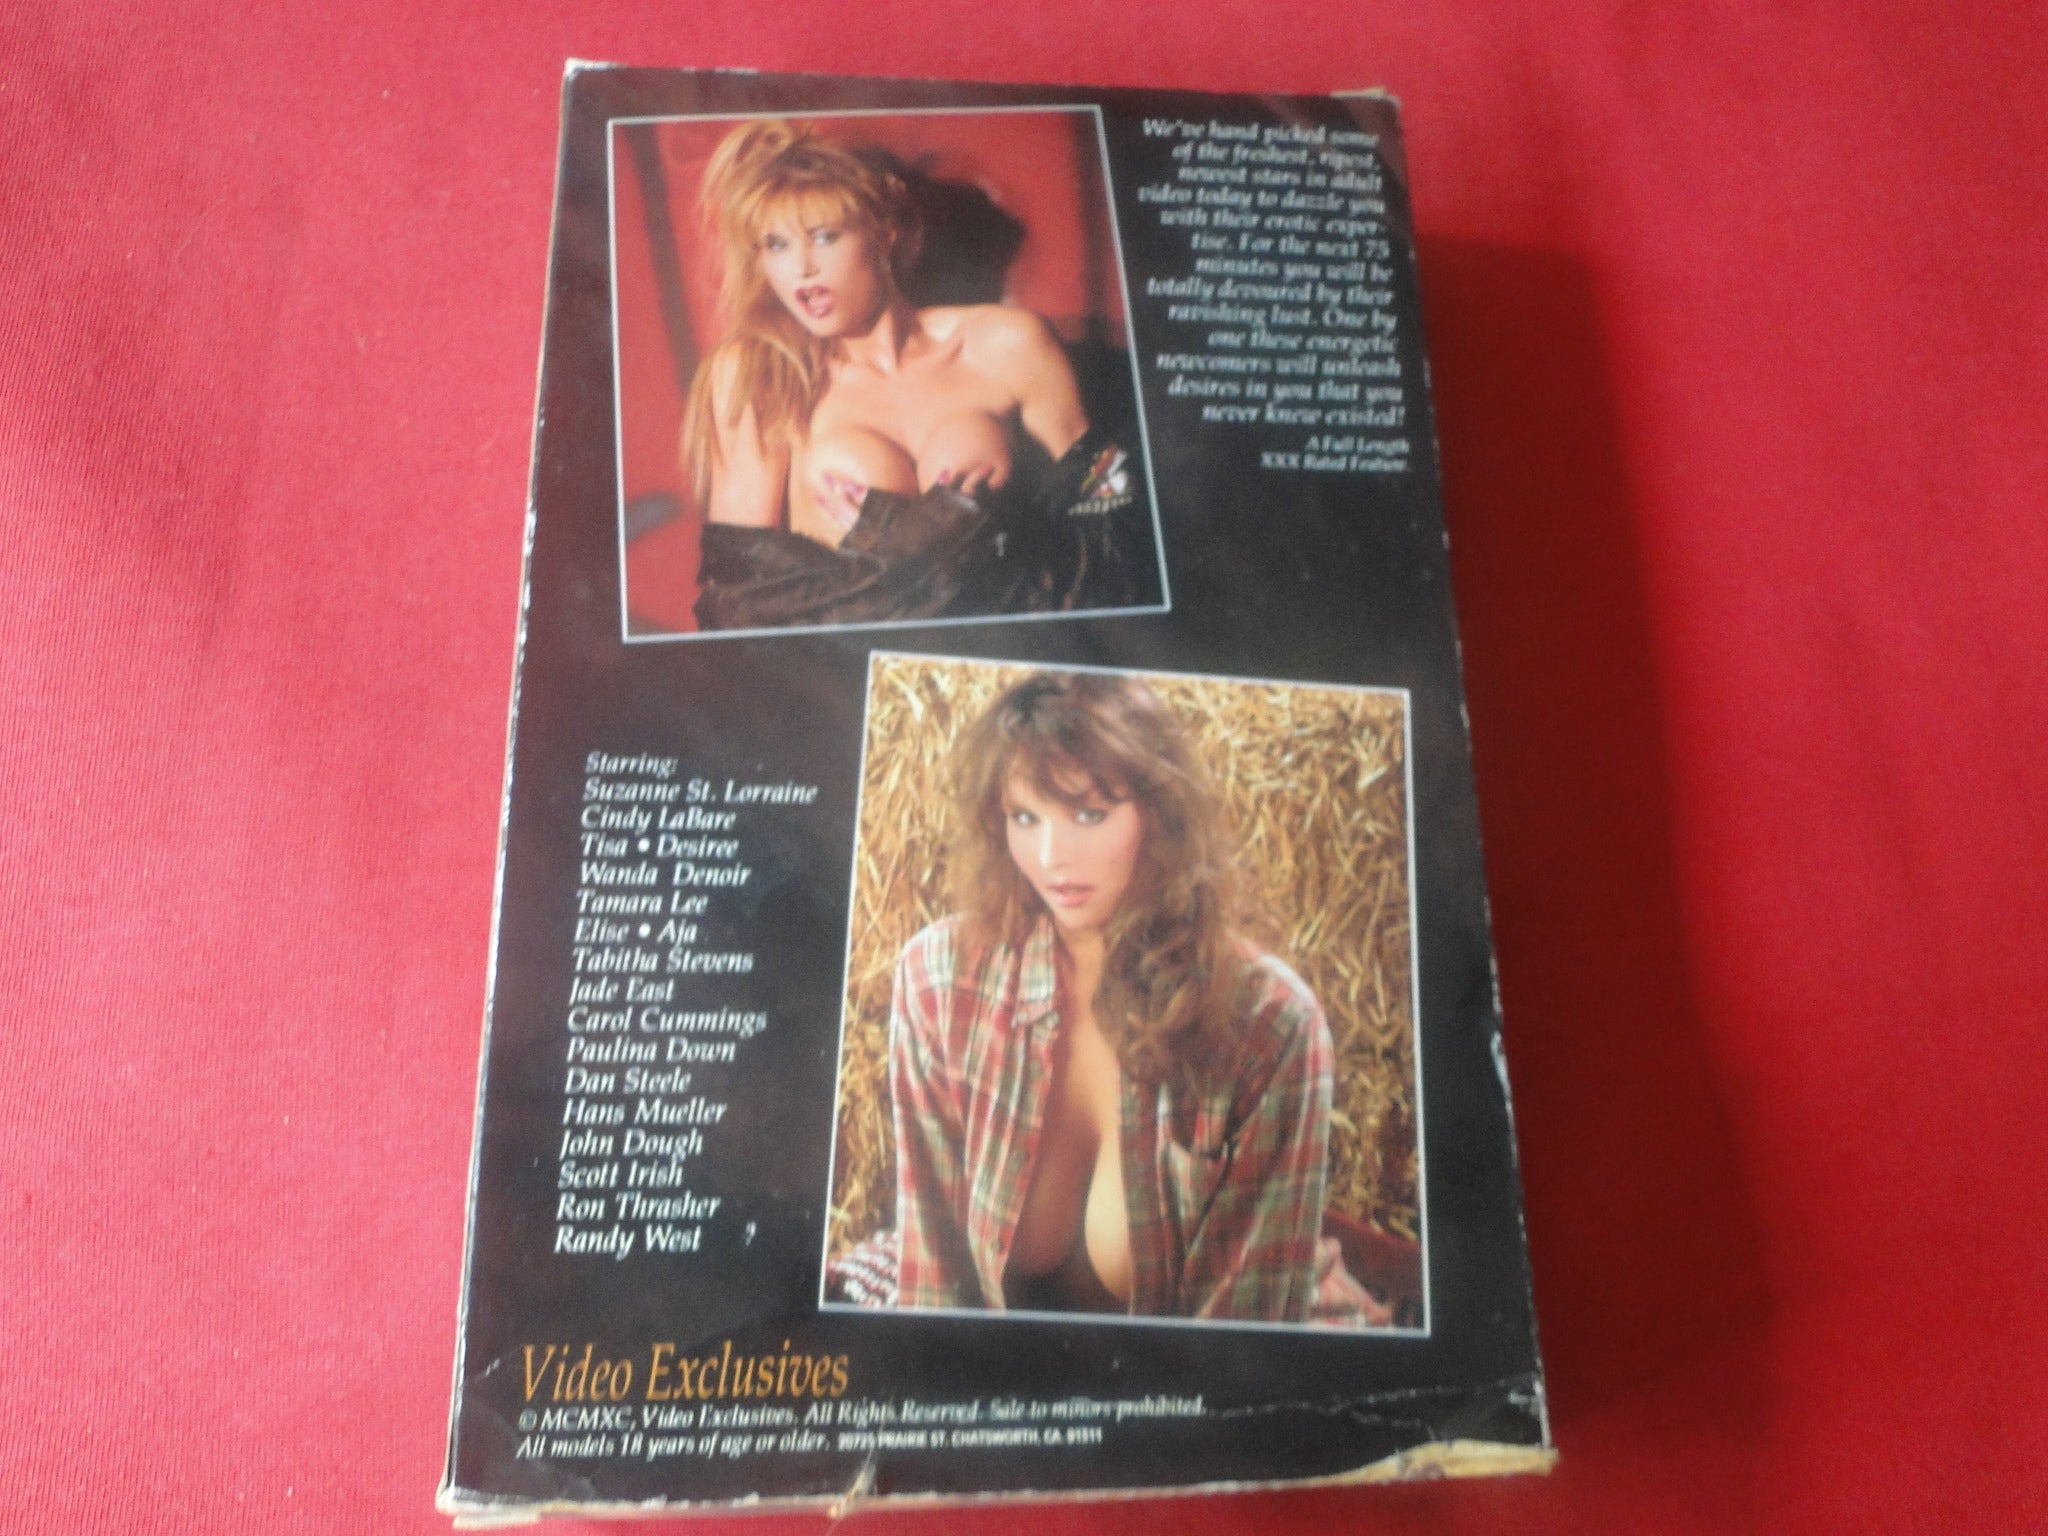 We've hand picked some
of the freshest, ripest,
newest stars in adult
video today to dazzle you
with their erotic exper-
tise. For the next 75
minutes you will be
totally devoured by their
ravishing lust. One by
one these energetic
newcomers will unleash
desires in you that you
never knew existed!
A Full Length
XXX Rated Feature
Starring:
Suzanne St. Lorraine
Cindy LaBare
Tisa • Desiree
Wanda Denoir
Tamara Lee
Elise • Aja
Tabitha Stevens
Jade East
Carol Cummings
Paulina Down
Dan Steele
Hans Mueller
John Dough
Scott Irish
Ron Thrasher
Randy West
Video Exclusives
© MCMXC, Video Exclusives. All Rights Reserved. Sale to minors prohibited.
All models 18 years of age or older. 20735 PRAIRIE ST. CHATSWORTH, CA. 91311